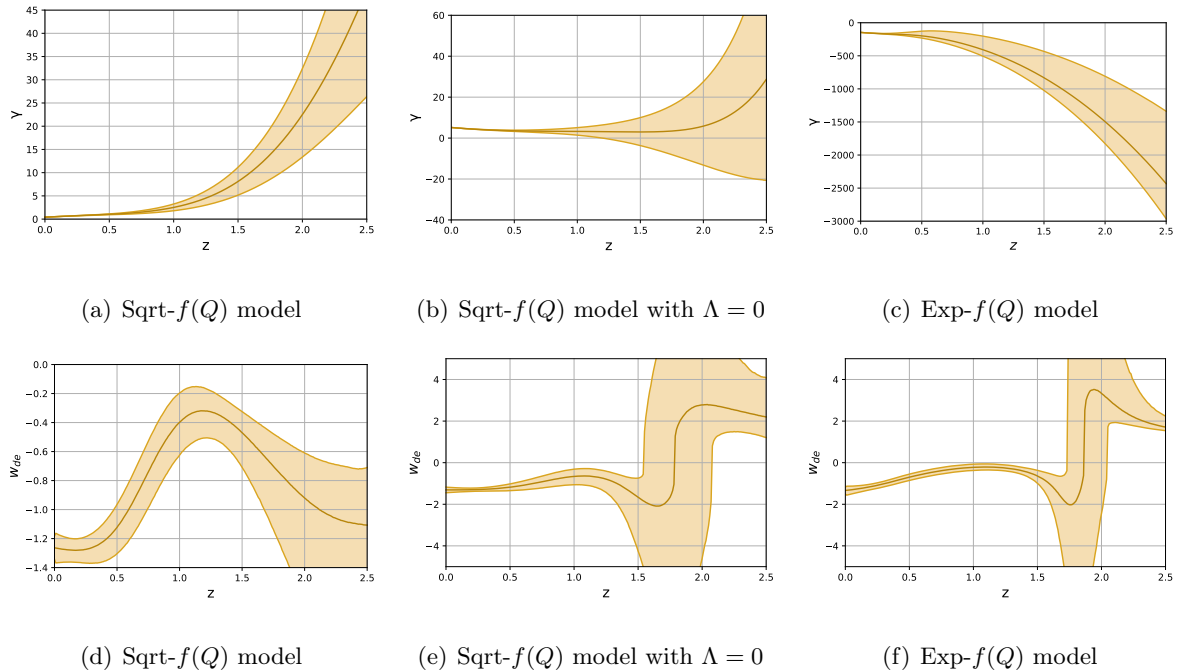 45
40
35
30
25
20
15
10
5
0
γ
0.0 0.5 1.0 1.5 2.0 2.5
z
60
40
20
0
−20
−40
γ
0.0 0.5 1.0 1.5 2.0 2.5
z
0
−500
−1000
−1500
−2000
−2500
−3000
γ
0.0 0.5 1.0 1.5 2.0 2.5
z
(a) Sqrt-f(Q) model
(b) Sqrt-f(Q) model with Λ = 0
(c) Exp-f(Q) model
0.0
−0.2
−0.4
−0.6
−0.8
−1.0
−1.2
−1.4
w_de
0.0 0.5 1.0 1.5 2.0 2.5
z
4
2
0
−2
−4
w_de
0.0 0.5 1.0 1.5 2.0 2.5
z
4
2
0
−2
−4
w_de
0.0 0.5 1.0 1.5 2.0 2.5
z
(d) Sqrt-f(Q) model
(e) Sqrt-f(Q) model with Λ = 0
(f) Exp-f(Q) model